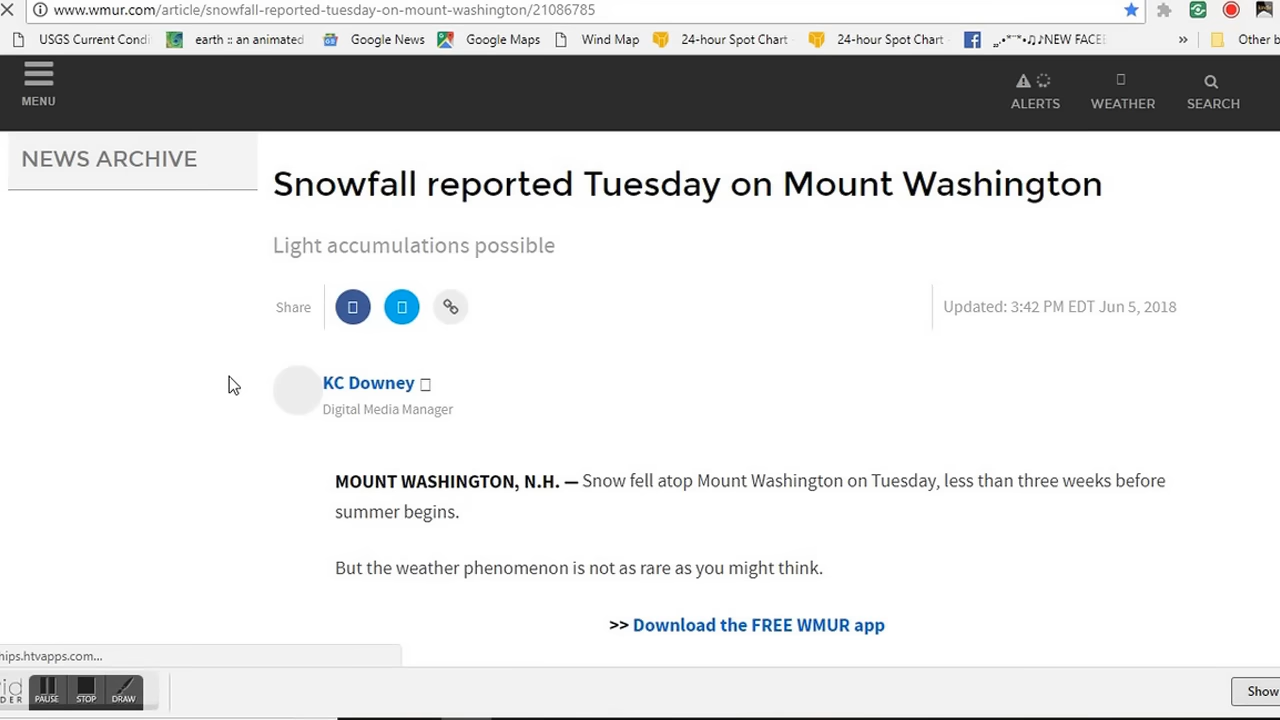 www.wmur.com/article/snowfall-reported-tuesday-on-mount-washington/21086785
USGS Current Condi earth :: an animated Google News Google Maps Wind Map 24-hour Spot Chart 24-hour Spot Chart NEW FACEB » Other b
MENU
ALERTS WEATHER SEARCH
NEWS ARCHIVE
Snowfall reported Tuesday on Mount Washington
Light accumulations possible
Share
Updated: 3:42 PM EDT Jun 5, 2018
KC Downey
Digital Media Manager
MOUNT WASHINGTON, N.H. — Snow fell atop Mount Washington on Tuesday, less than three weeks before
summer begins.
But the weather phenomenon is not as rare as you might think.
>> Download the FREE WMUR app
hips.htvapps.com...
PAUSE STOP DRAW
Show